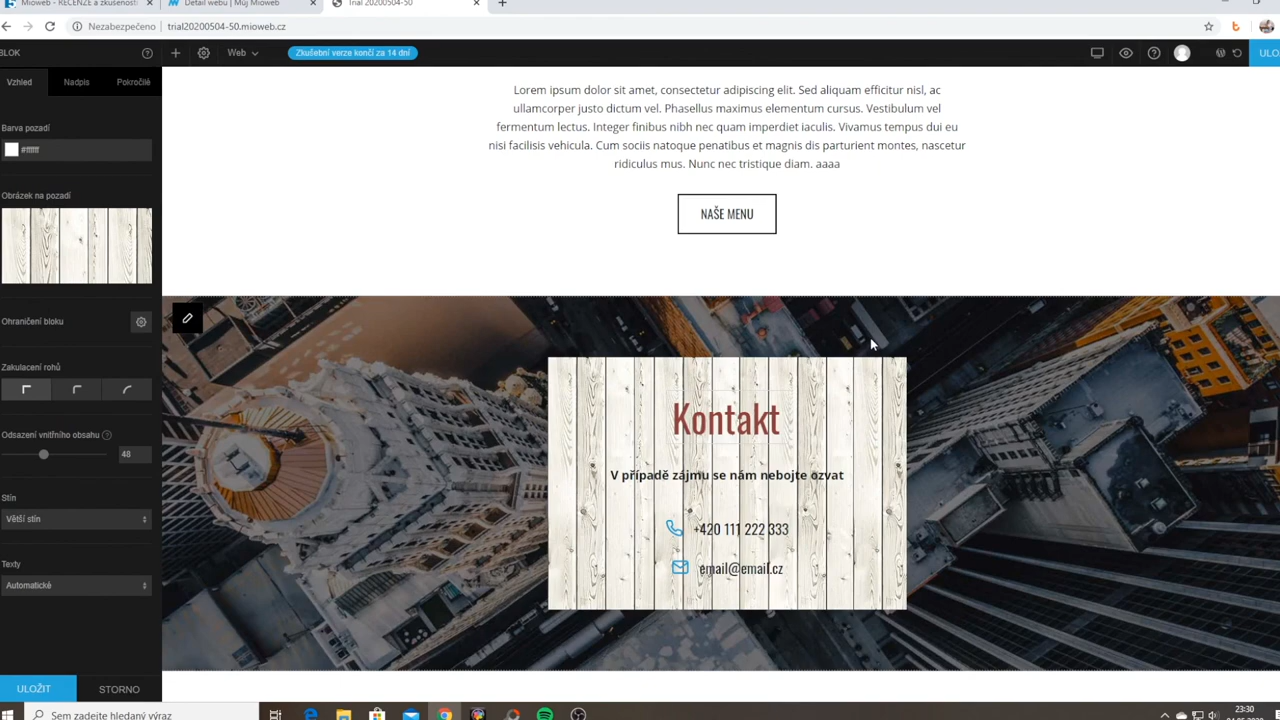 Mioweb - RECENZE a zkušenosti
Detail webu | Můj Mioweb
Trial 20200504-50
Nezabezpečeno
trial20200504-50.mioweb.cz
BLOK
Web
Zkušební verze končí za 14 dní
ULO
Vzhled
Nadpis
Pokročilé
Barva pozadí
#ffffff
Obrázek na pozadí
Ohraničení bloku
Zakulacení rohů
Odsazení vnitřního obsahu
48
Stín
Větší stín
Texty
Automatické
ULOŽIT
STORNO
Lorem ipsum dolor sit amet, consectetur adipiscing elit. Sed aliquam efficitur nisl, ac
ullamcorper justo dictum vel. Phasellus maximus elementum cursus. Vestibulum vel
fermentum lectus. Integer finibus nibh nec quam imperdiet iaculis. Vivamus tempus dui eu
nisi facilisis vehicula. Cum sociis natoque penatibus et magnis dis parturient montes, nascetur
ridiculus mus. Nunc nec tristique diam. aaaa
NAŠE MENU
Kontakt
V případě zájmu se nám nebojte ozvat
+420 111 222 333
email@email.cz
Sem zadejte hledaný výraz
23:30